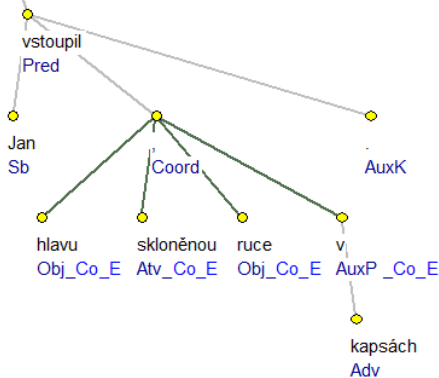 vstoupil
Pred
Jan , .
Sb Coord AuxK
hlavu skloněnou ruce v
Obj_Co_E Atv_Co_E Obj_Co_E AuxP _Co_E
kapsách
Adv